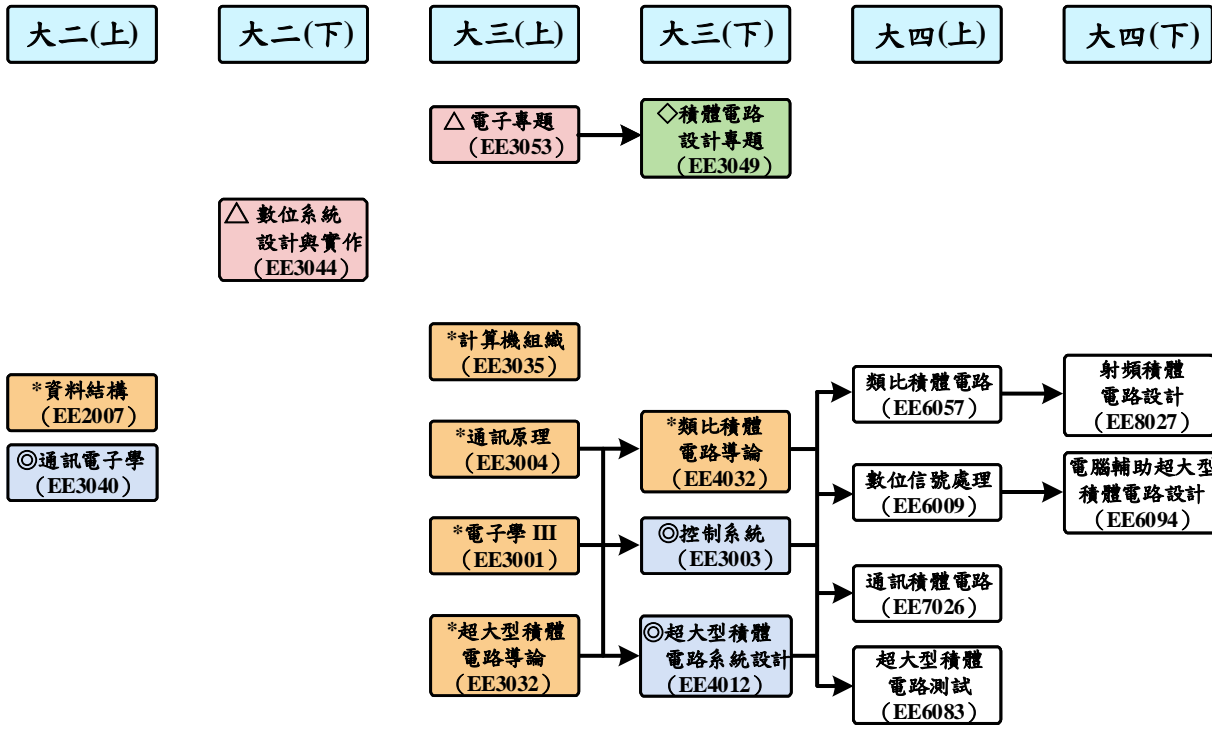 大二(上)
大二(下)
大三(上)
大三(下)
大四(上)
大四(下)
△ 電子專題
(EE3053)
◇積體電路
設計專題
(EE3049)
△ 數位系統
設計與實作
(EE3044)
*計算機組織
(EE3035)
*資料結構
(EE2007)
◎通訊電子學
(EE3040)
*通訊原理
(EE3004)
*電子學 III
(EE3001)
*超大型積體
電路導論
(EE3032)
*類比積體
電路導論
(EE4032)
◎控制系統
(EE3003)
◎超大型積體
電路系統設計
(EE4012)
類比積體電路
(EE6057)
數位信號處理
(EE6009)
通訊積體電路
(EE7026)
超大型積體
電路測試
(EE6083)
射頻積體
電路設計
(EE8027)
電腦輔助超大型
積體電路設計
(EE6094)